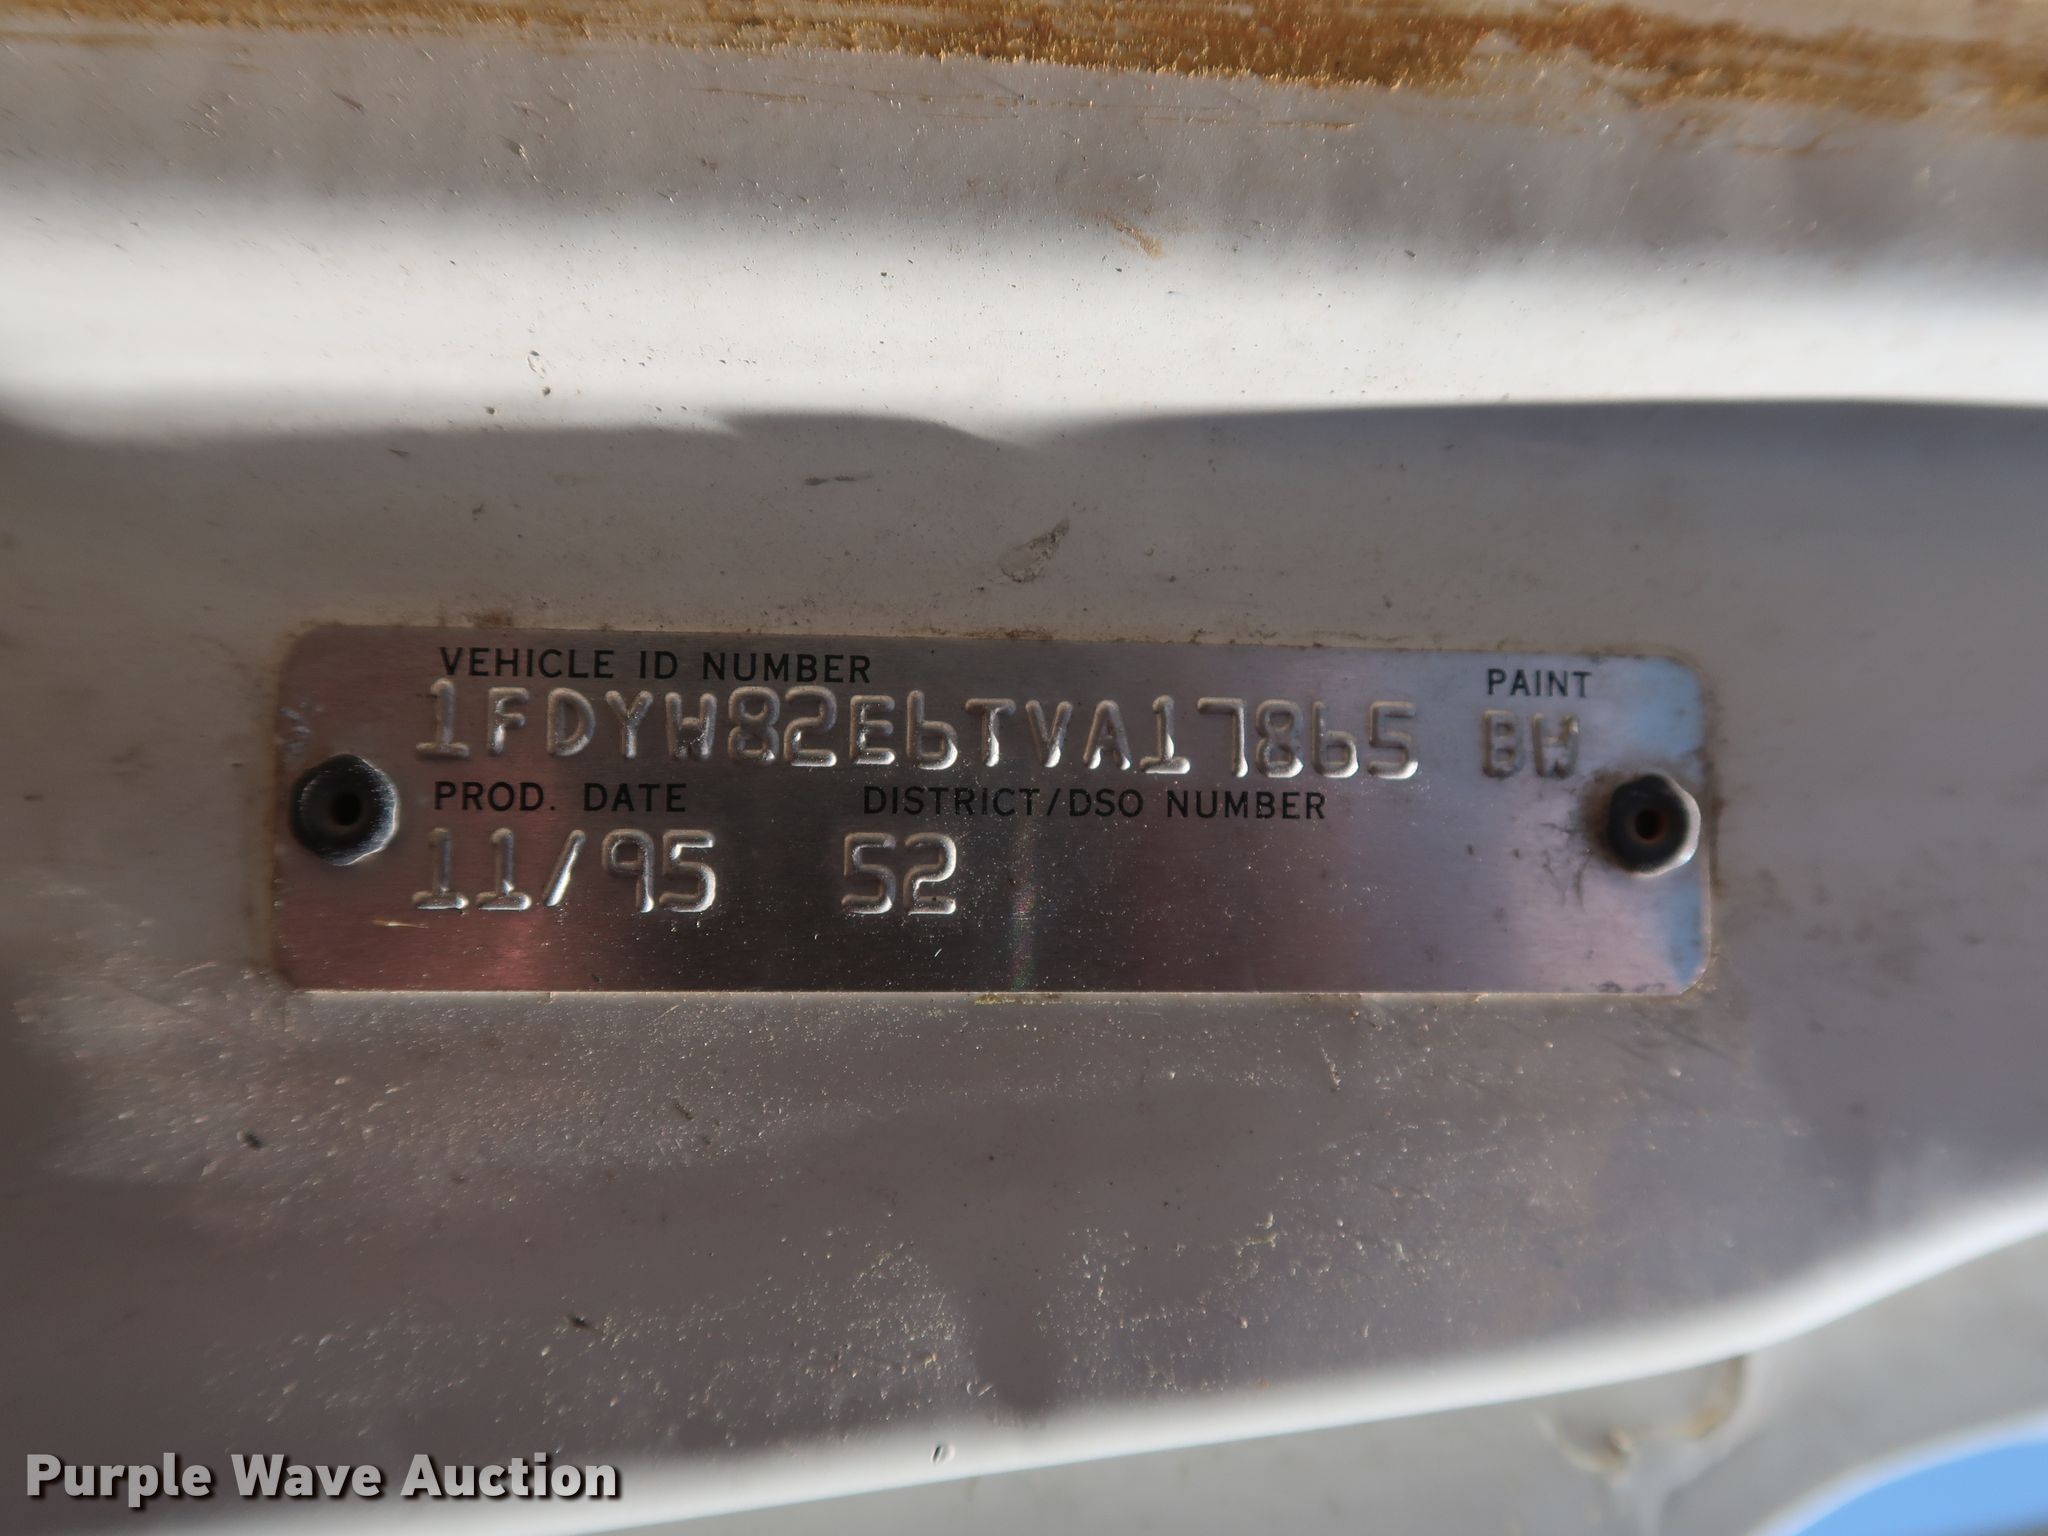 VEHICLE ID NUMBER PAINT
1FDYW82E6TVA17865 BW
PROD. DATE DISTRICT/DSO NUMBER
11/95 52
Purple Wave Auction